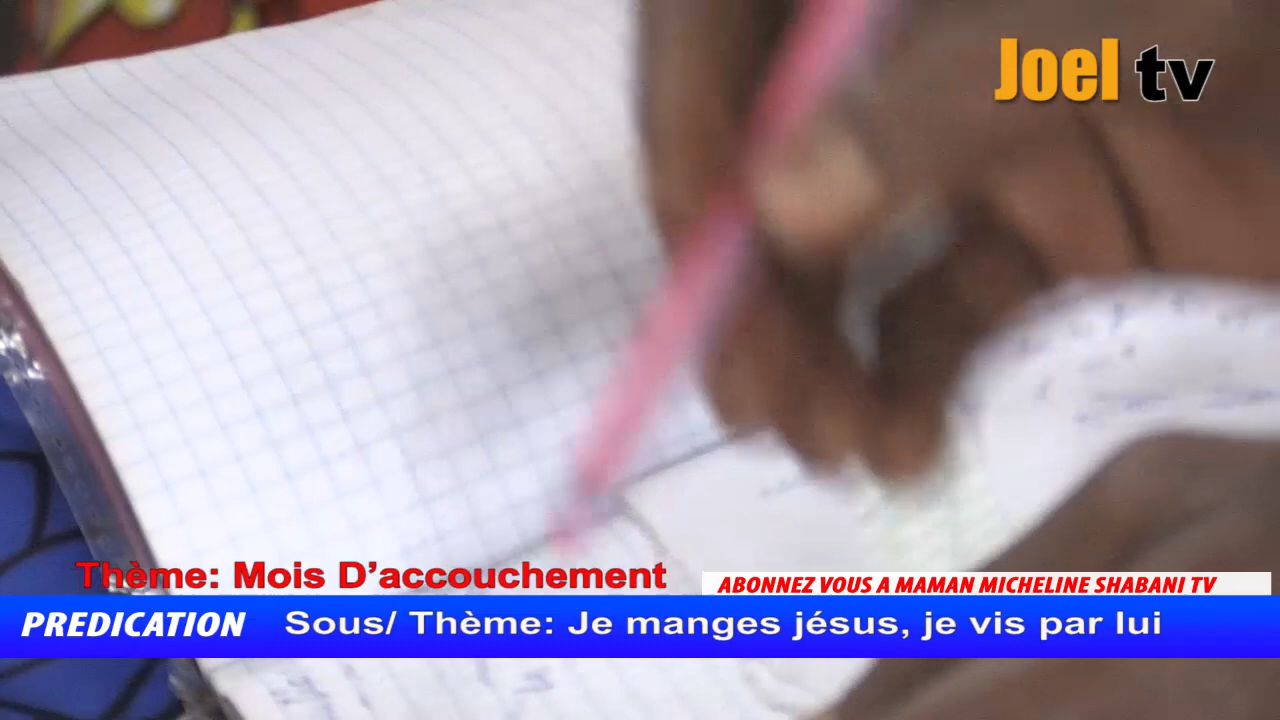 Joel tv
Thème: Mois D’accouchement
ABONNEZ VOUS A MAMAN MICHELINE SHABANI TV
PREDICATION
Sous/ Thème: Je manges jésus, je vis par lui